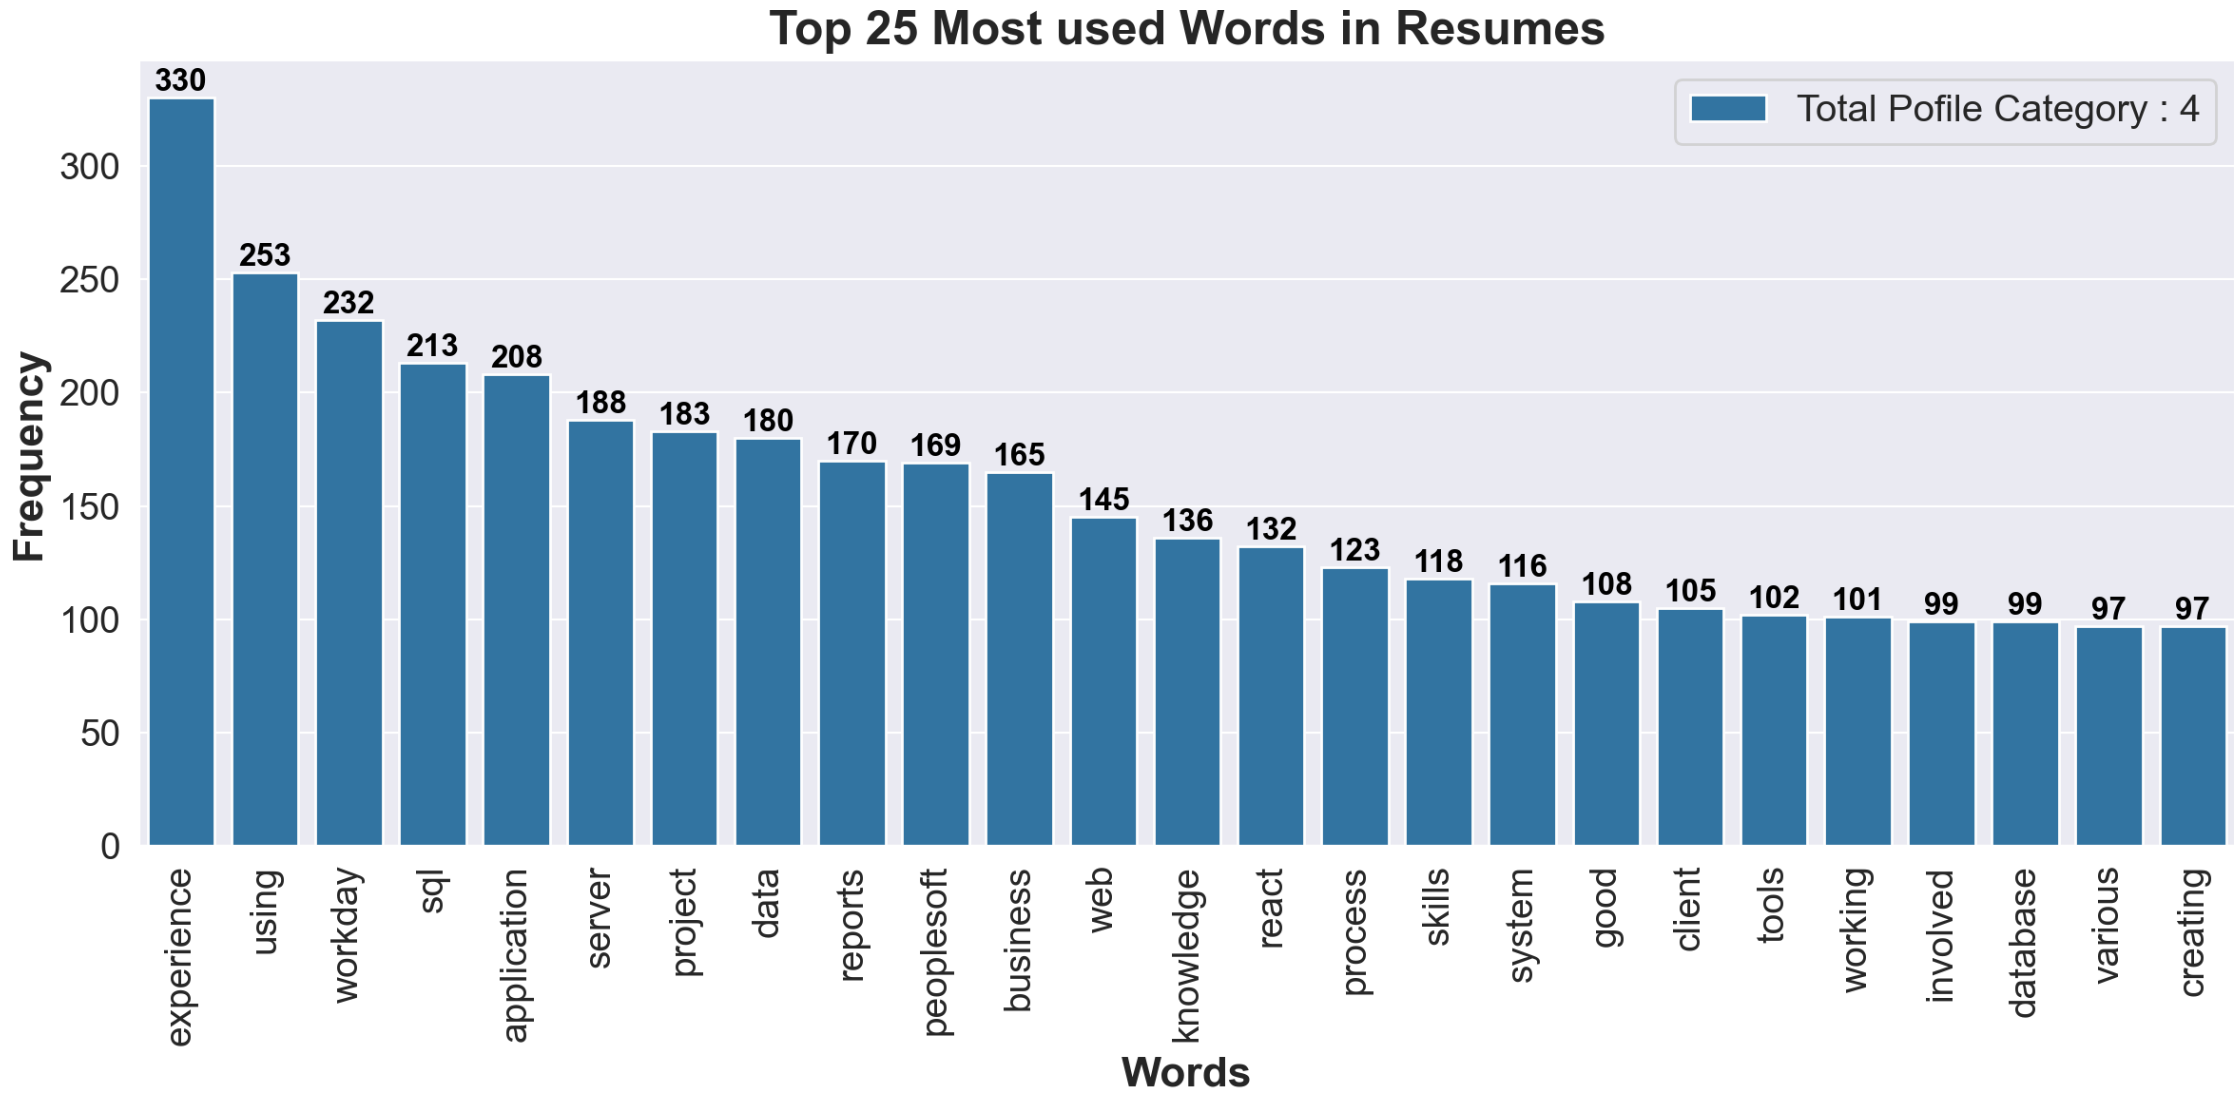 Top 25 Most used Words in Resumes
Total Pofile Category : 4
Frequency
300
250
200
150
100
50
0
330
253
232
213
208
188
183
180
170
169
165
145
136
132
123
118
116
108
105
102
101
99
99
97
97
experience
using
workday
sql
application
server
project
data
reports
peoplesoft
business
web
knowledge
react
process
skills
system
good
client
tools
working
involved
database
various
creating
Words